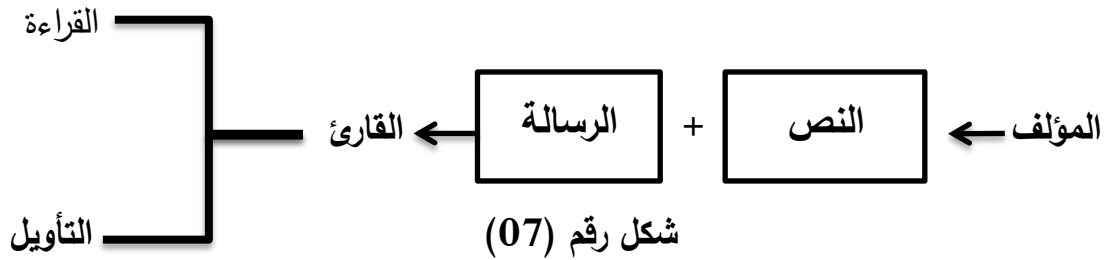 القراءة
المؤلف النص + الرسالة القارئ
التأويل
شكل رقم (07)